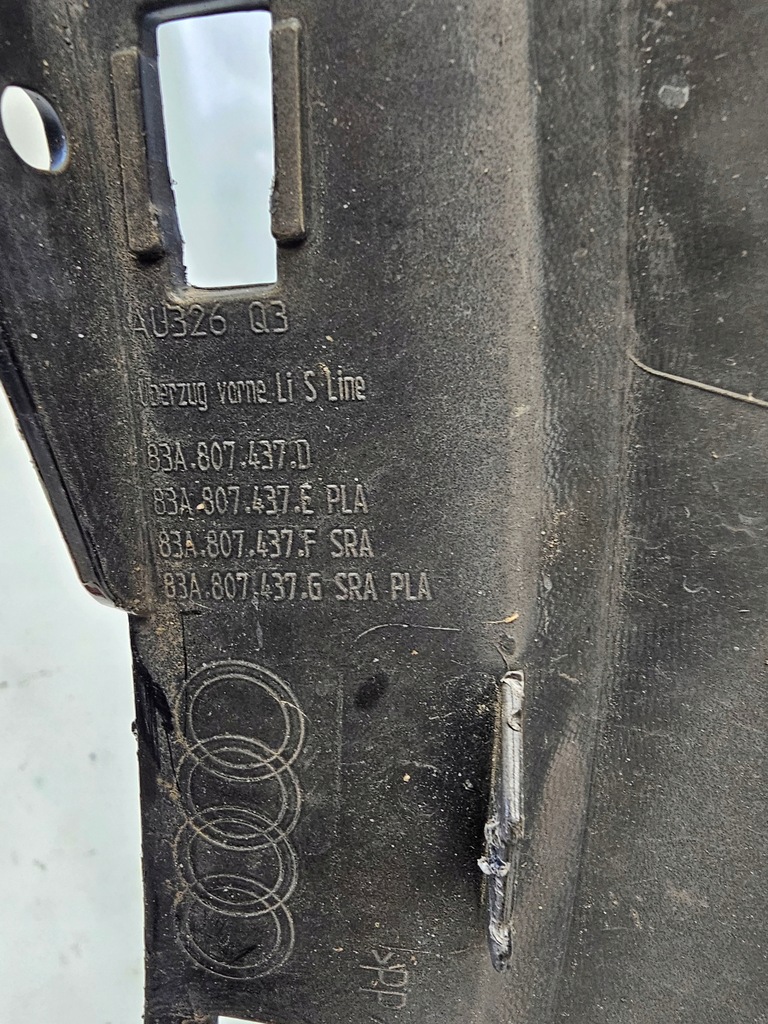 AU326 Q3
Überzug vorne Li S Line
83A.807.437.D
83A.807.437.E PLA
83A.807.437.F SRA
83A.807.437.G SRA PLA